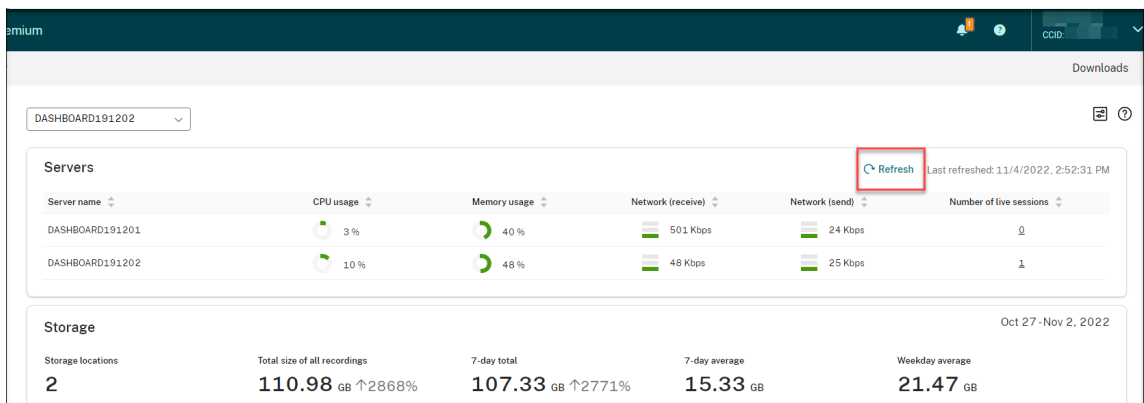 emium
1
CCID:
Downloads
DASHBOARD191202
Servers
Refresh Last refreshed: 11/4/2022, 2:52:31 PM
Server name CPU usage Memory usage Network (receive) Network (send) Number of live sessions
DASHBOARD191201 3 % 40 % 501 Kbps 24 Kbps 0
DASHBOARD191202 10 % 48 % 48 Kbps 25 Kbps 1
Storage Oct 27 - Nov 2, 2022
Storage locations Total size of all recordings 7-day total 7-day average Weekday average
2 110.98 GB ↑2868% 107.33 GB ↑2771% 15.33 GB 21.47 GB